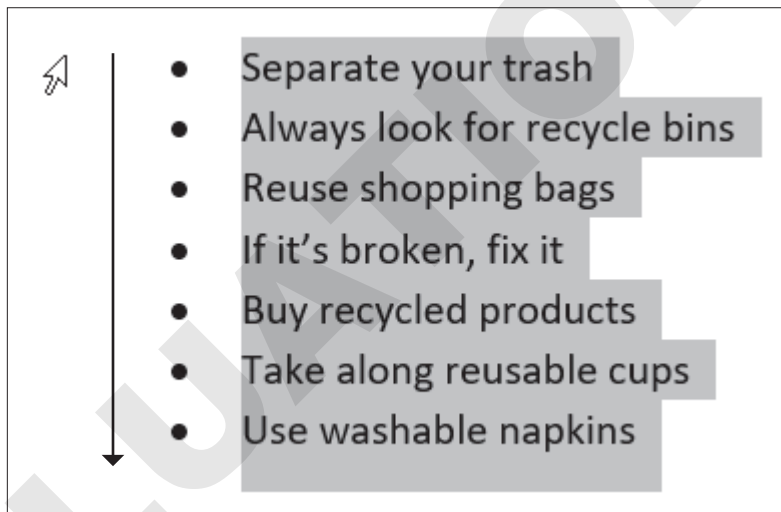 • Separate your trash
• Always look for recycle bins
• Reuse shopping bags
• If it’s broken, fix it
• Buy recycled products
• Take along reusable cups
• Use washable napkins
LUATION